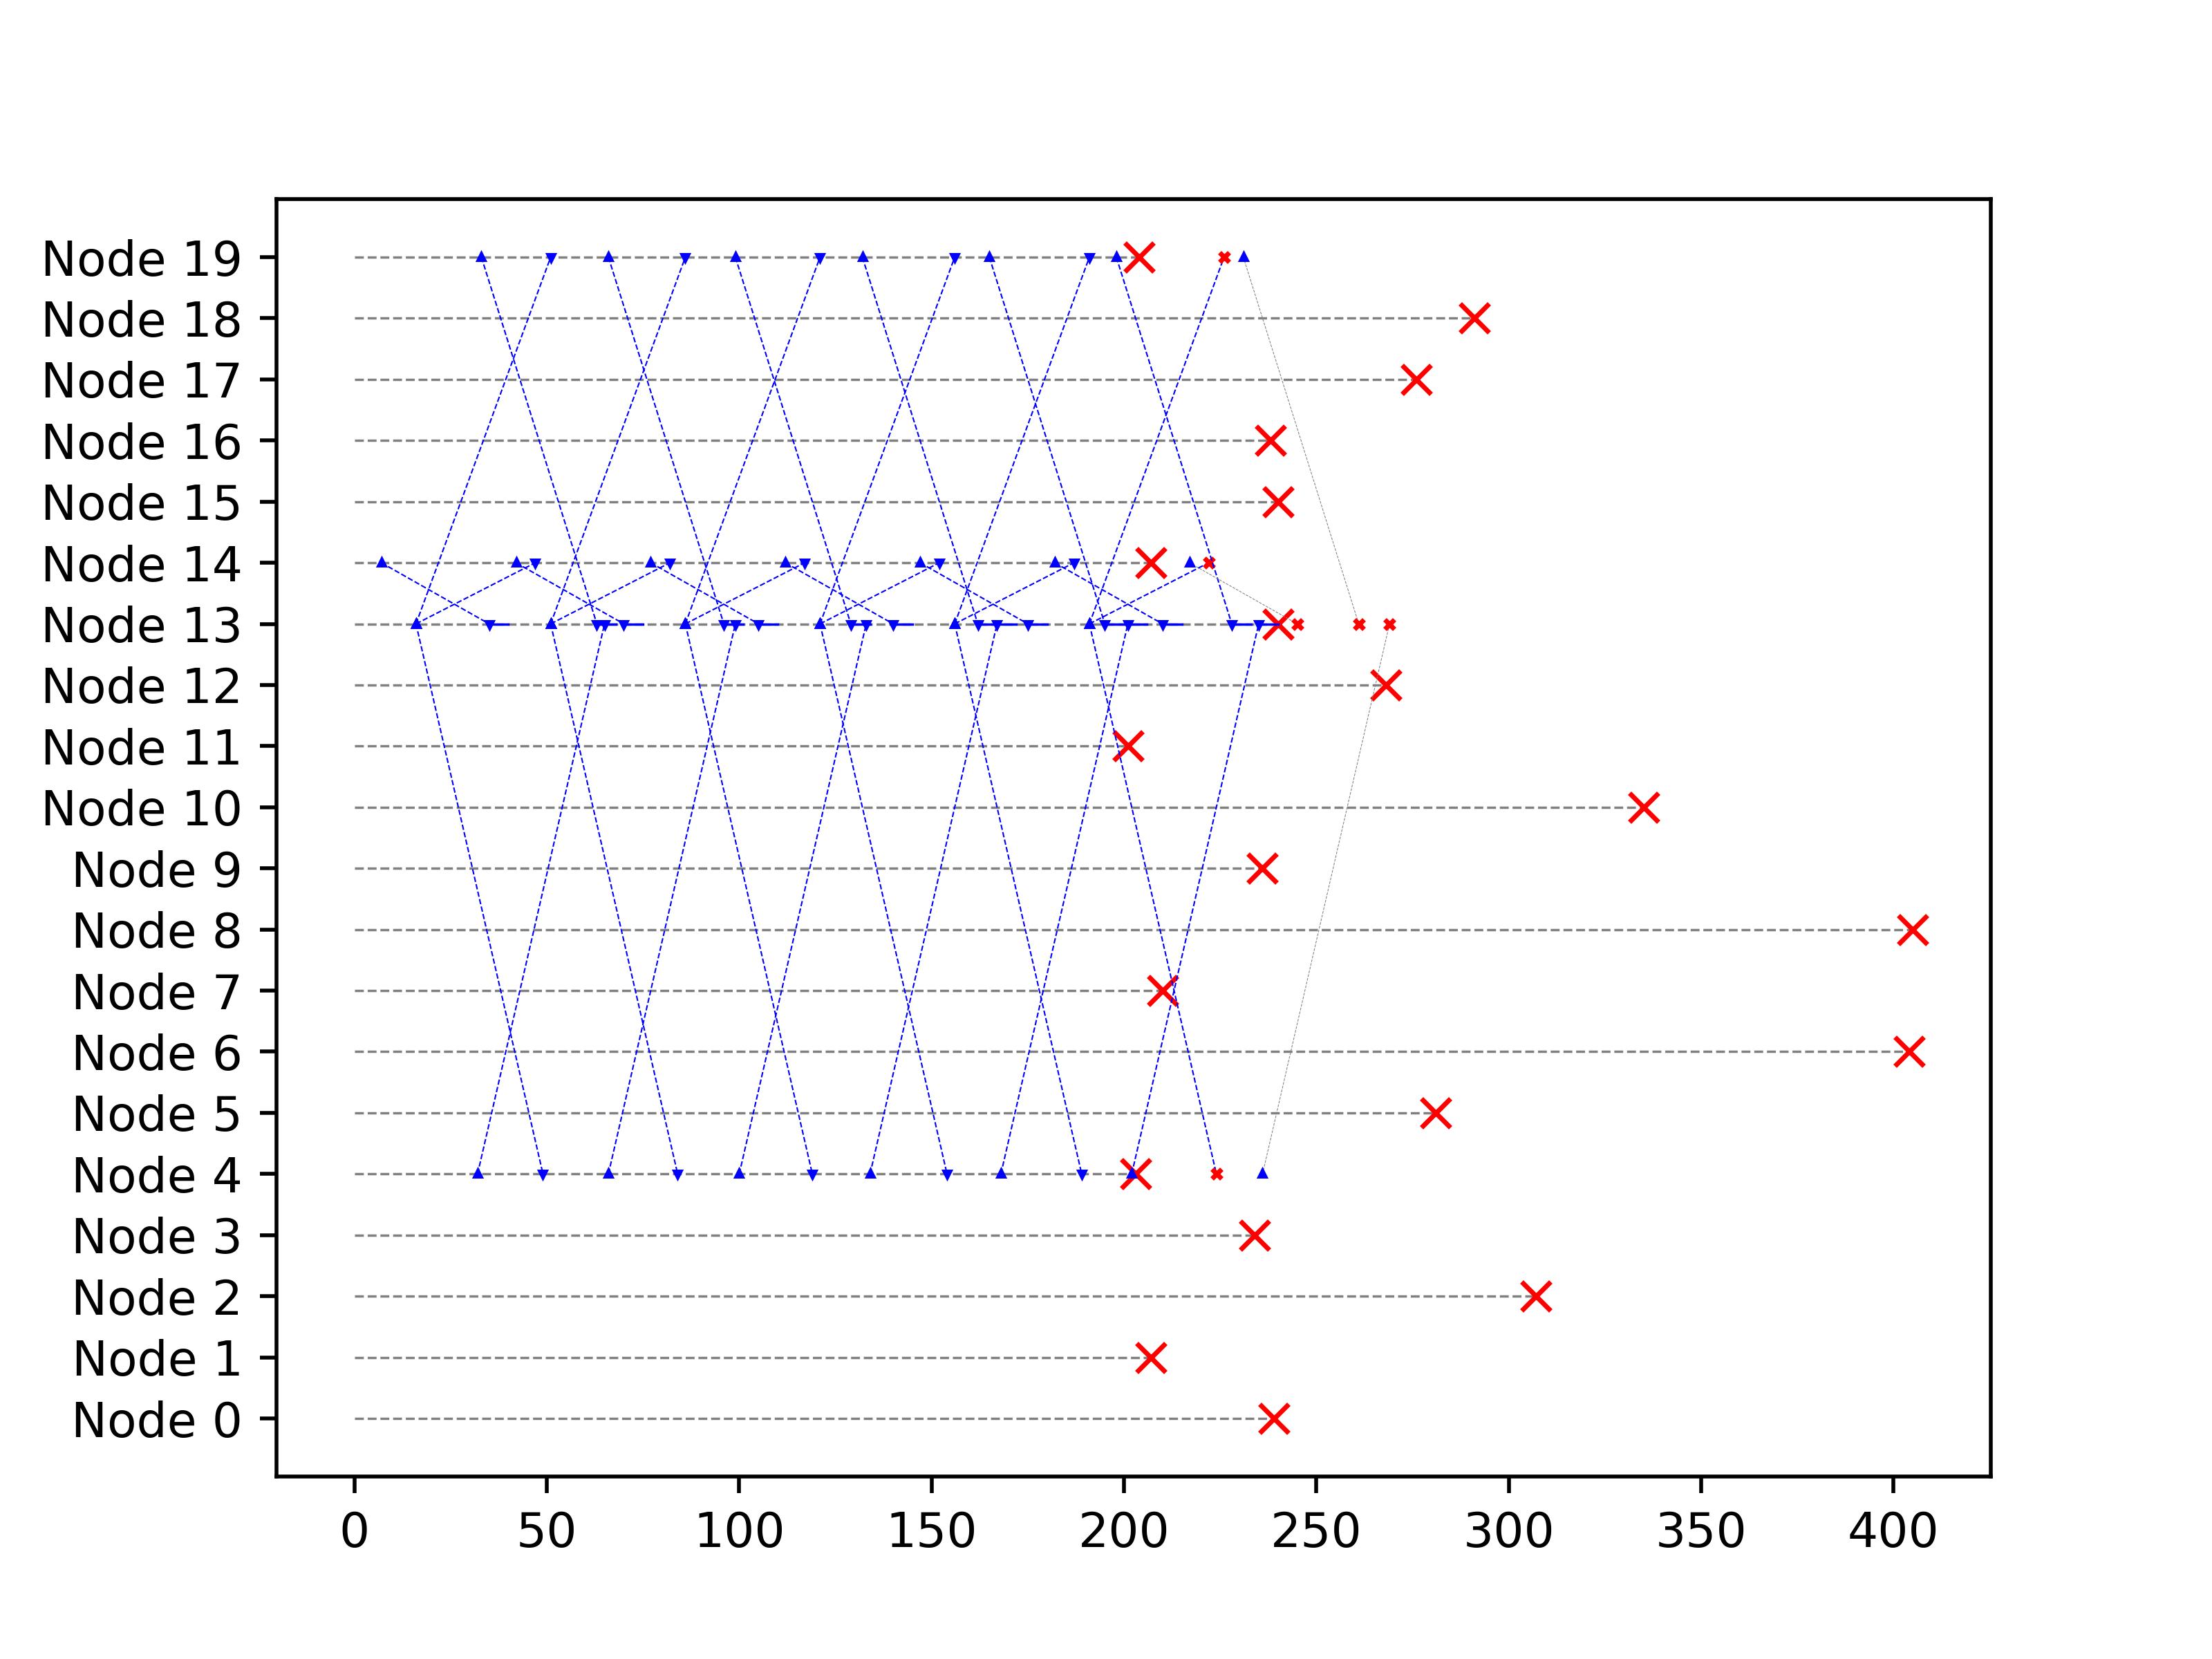 Node 19
Node 18
Node 17
Node 16
Node 15
Node 14
Node 13
Node 12
Node 11
Node 10
Node 9
Node 8
Node 7
Node 6
Node 5
Node 4
Node 3
Node 2
Node 1
Node 0
0 50 100 150 200 250 300 350 400